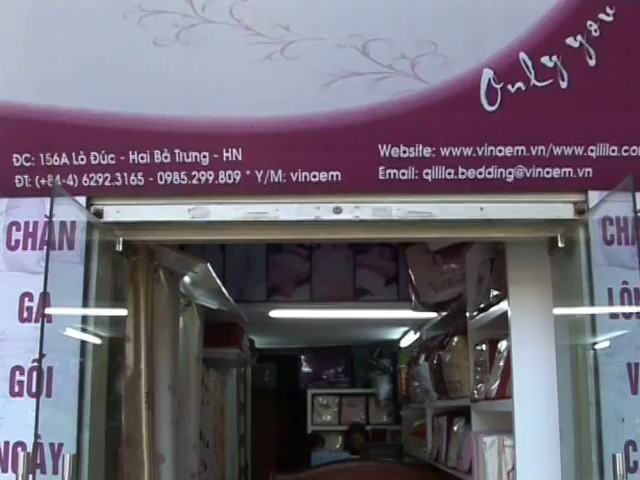 Only you
ĐC: 156A Lò Đúc - Hai Bà Trưng - HN
ĐT: (+84-4) 6292.3165 - 0985.299.809 * Y/M: vinaem
Website: www.vinaem.vn/www.qilila.co
Email: qilila.bedding@vinaem.vn
CHĂN
GA
GỐI
NGÀY
CHĂ
LÔN
V
C